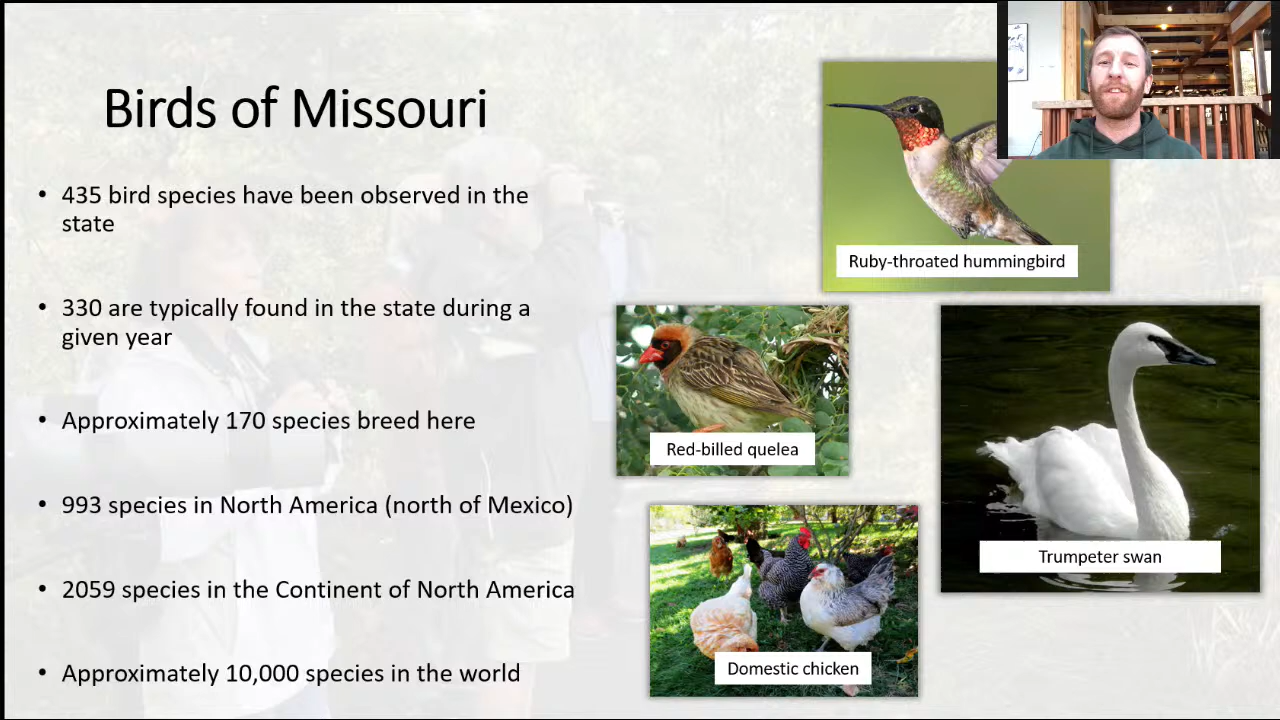 Birds of Missouri
• 435 bird species have been observed in the
state
• 330 are typically found in the state during a
given year
• Approximately 170 species breed here
• 993 species in North America (north of Mexico)
• 2059 species in the Continent of North America
• Approximately 10,000 species in the world
Ruby-throated hummingbird
Red-billed quelea
Trumpeter swan
Domestic chicken